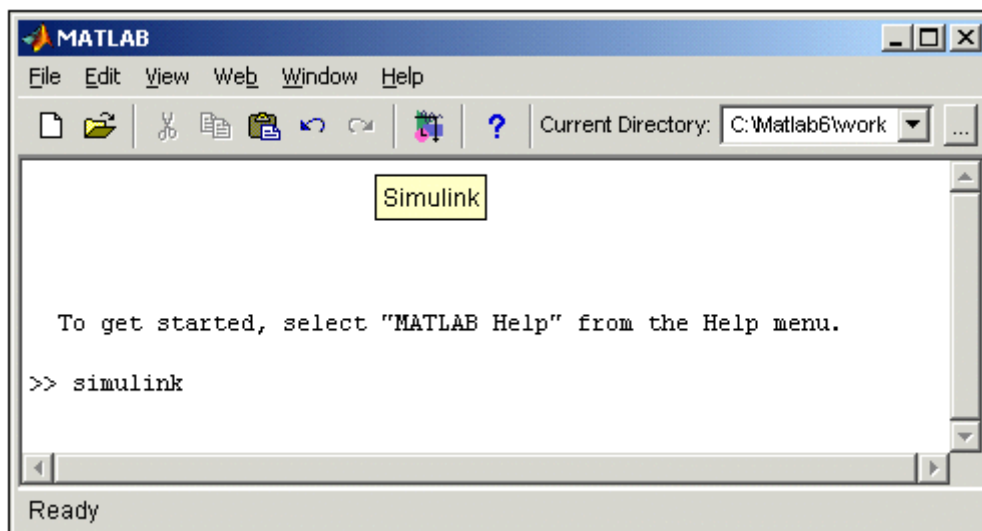 MATLAB
File Edit View Web Window Help
? Current Directory: C:\Matlab6\work ...
Simulink
To get started, select "MATLAB Help" from the Help menu.
>> simulink
Ready